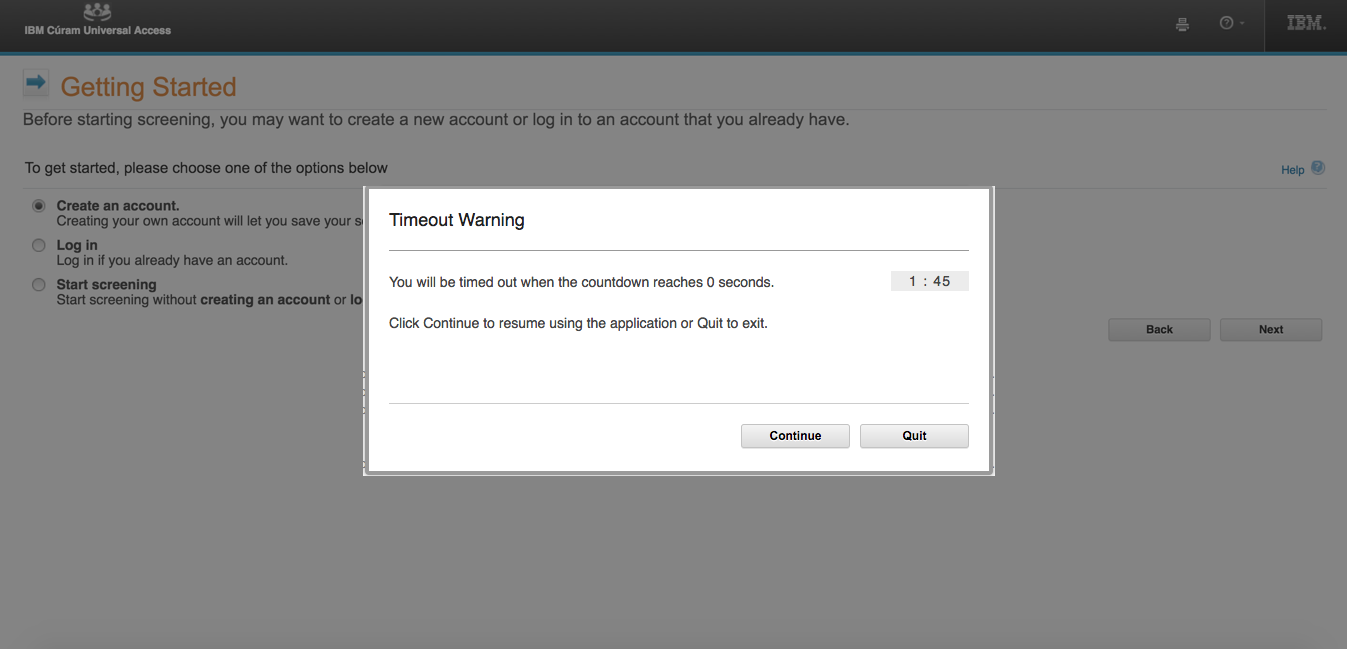 IBM Cúram Universal Access
IBM.
Getting Started
Before starting screening, you may want to create a new account or log in to an account that you already have.
To get started, please choose one of the options below
Help ?
Create an account.
Creating your own account will let you save your s
Log in
Log in if you already have an account.
Start screening
Start screening without creating an account or lo
Back
Next
Timeout Warning
You will be timed out when the countdown reaches 0 seconds.
1 : 45
Click Continue to resume using the application or Quit to exit.
Continue
Quit